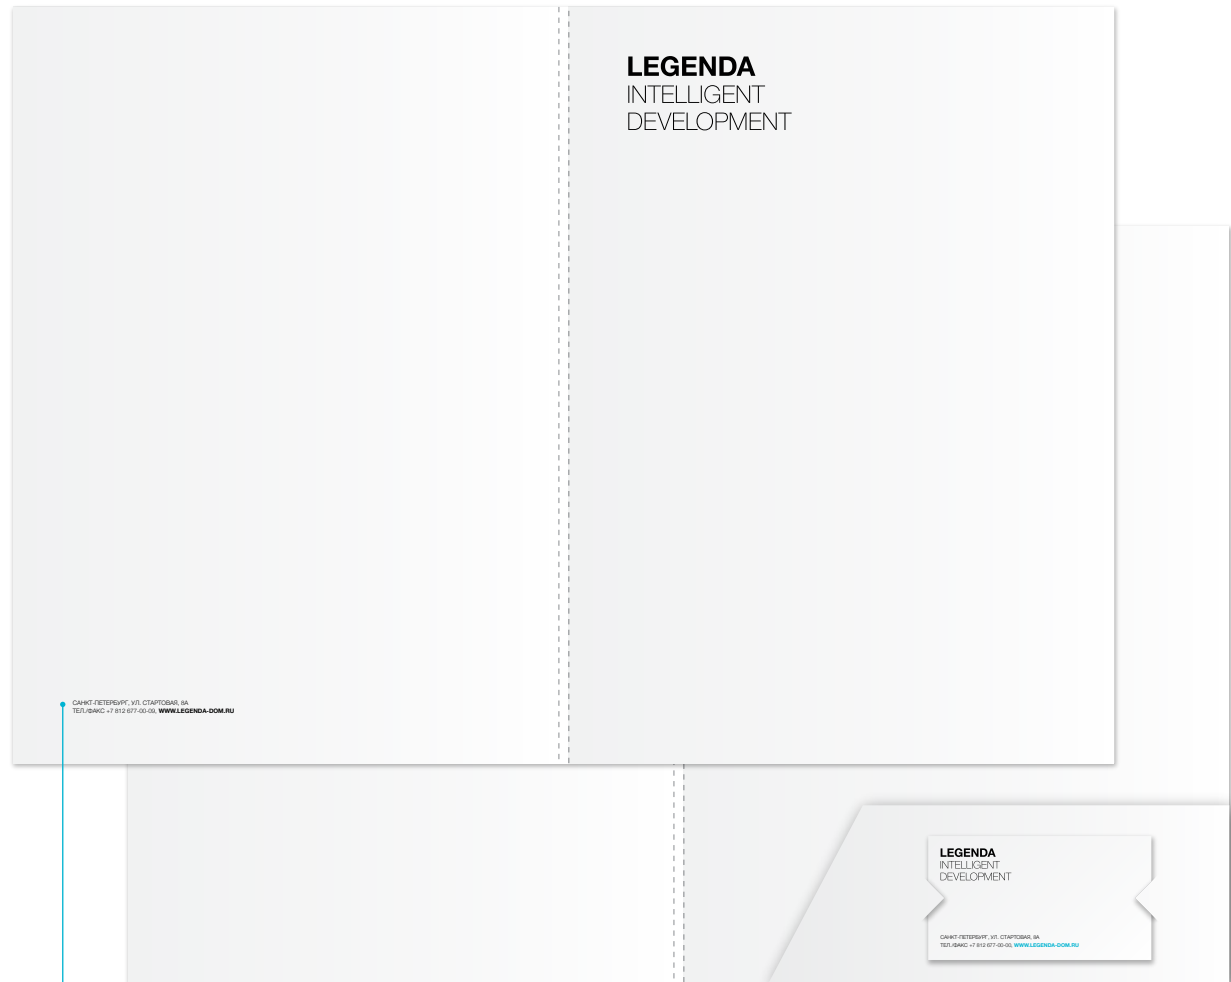 LEGENDA
INTELLIGENT
DEVELOPMENT
САНКТ-ПЕТЕРБУРГ, УЛ. СТАРТОВАЯ, 8А
ТЕЛ./ФАКС +7 812 677-00-09, WWW.LEGENDA-DOM.RU
LEGENDA
INTELLIGENT
DEVELOPMENT
САНКТ-ПЕТЕРБУРГ, УЛ. СТАРТОВАЯ, 8А
ТЕЛ./ФАКС +7 812 677-00-00, WWW.LEGENDA-DOM.RU